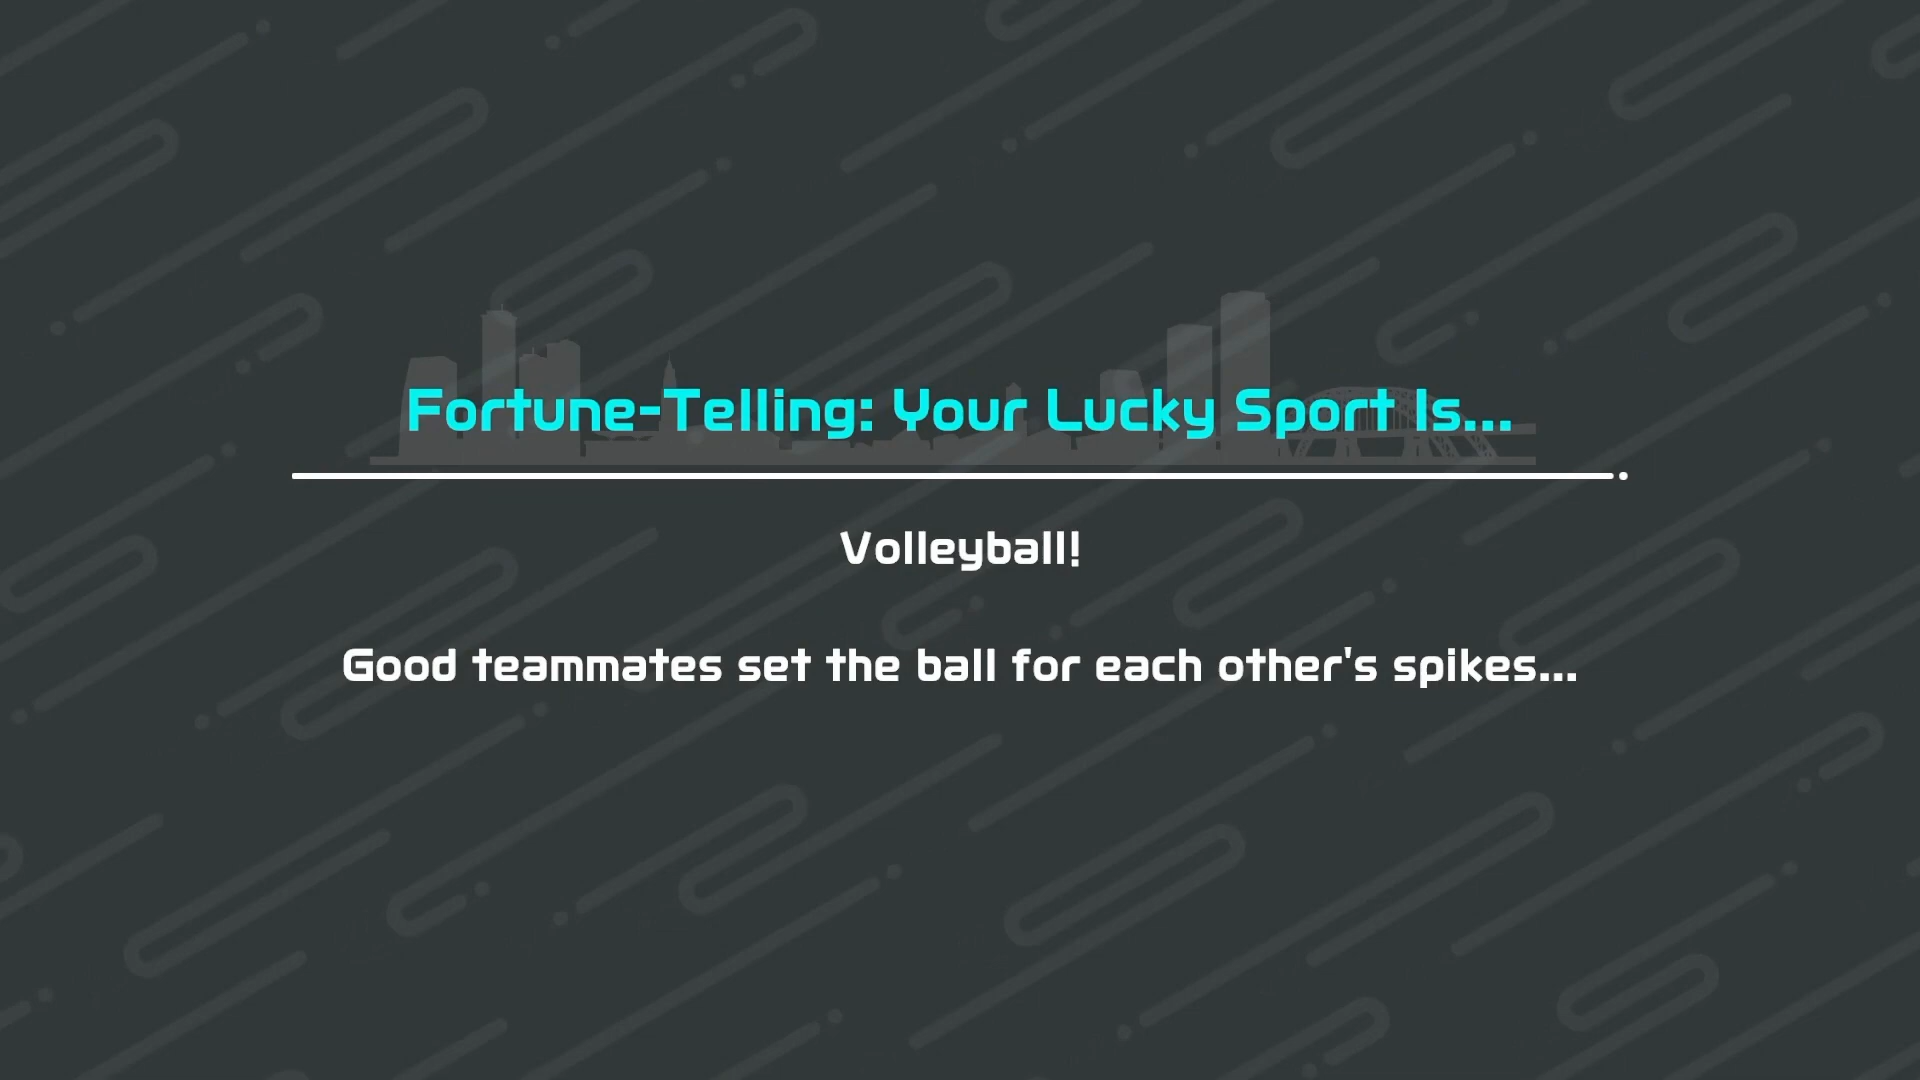 Fortune-Telling: Your Lucky Sport Is...
Volleyball!
Good teammates set the ball for each other's spikes...